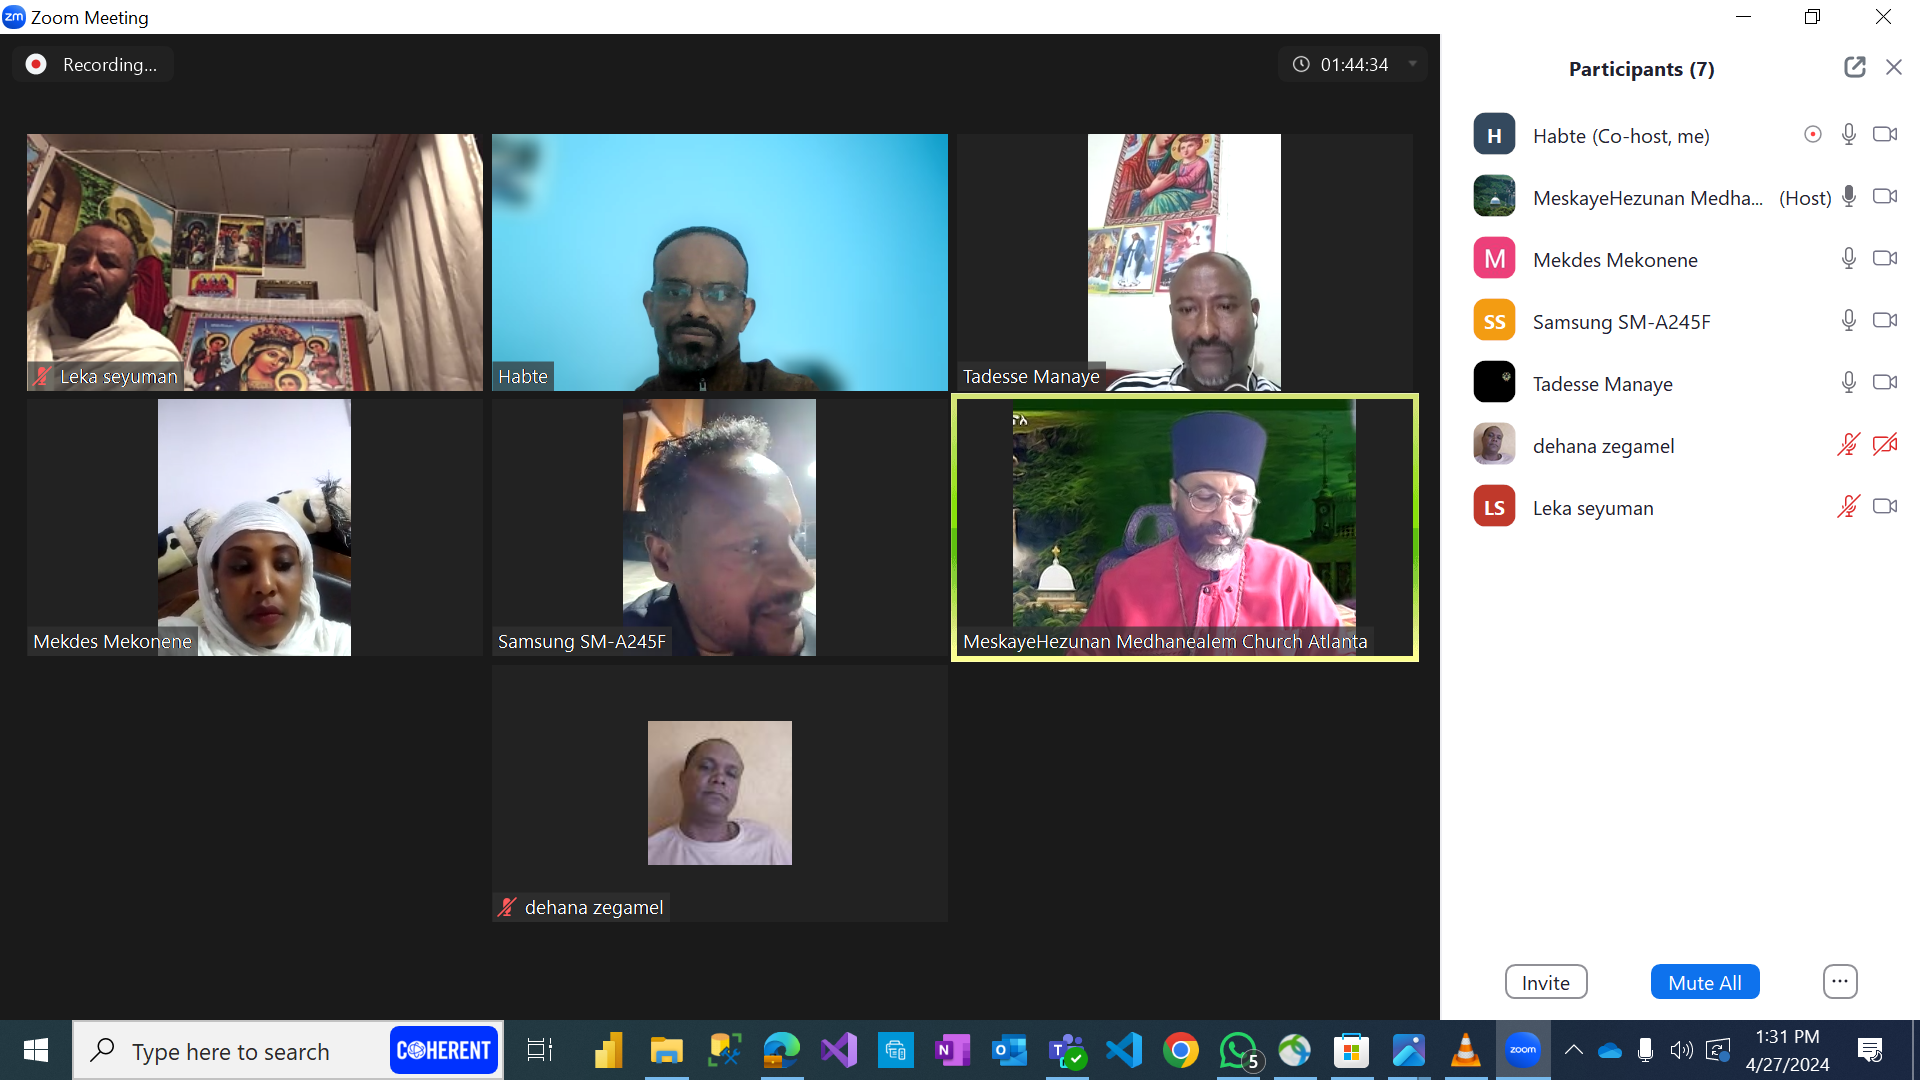 zm Zoom Meeting
Recording...
01:44:34
Leka seyuman
Habte
Tadesse Manaye
Mekdes Mekonene
Samsung SM-A245F
MeskayeHezunan Medhanealem Church Atlanta
dehana zegamel
Participants (7)
H Habte (Co-host, me)
MeskayeHezunan Medha... (Host)
M Mekdes Mekonene
SS Samsung SM-A245F
Tadesse Manaye
dehana zegamel
LS Leka seyuman
Invite
Mute All
Type here to search
COHERENT
5
zoom
1:31 PM
4/27/2024